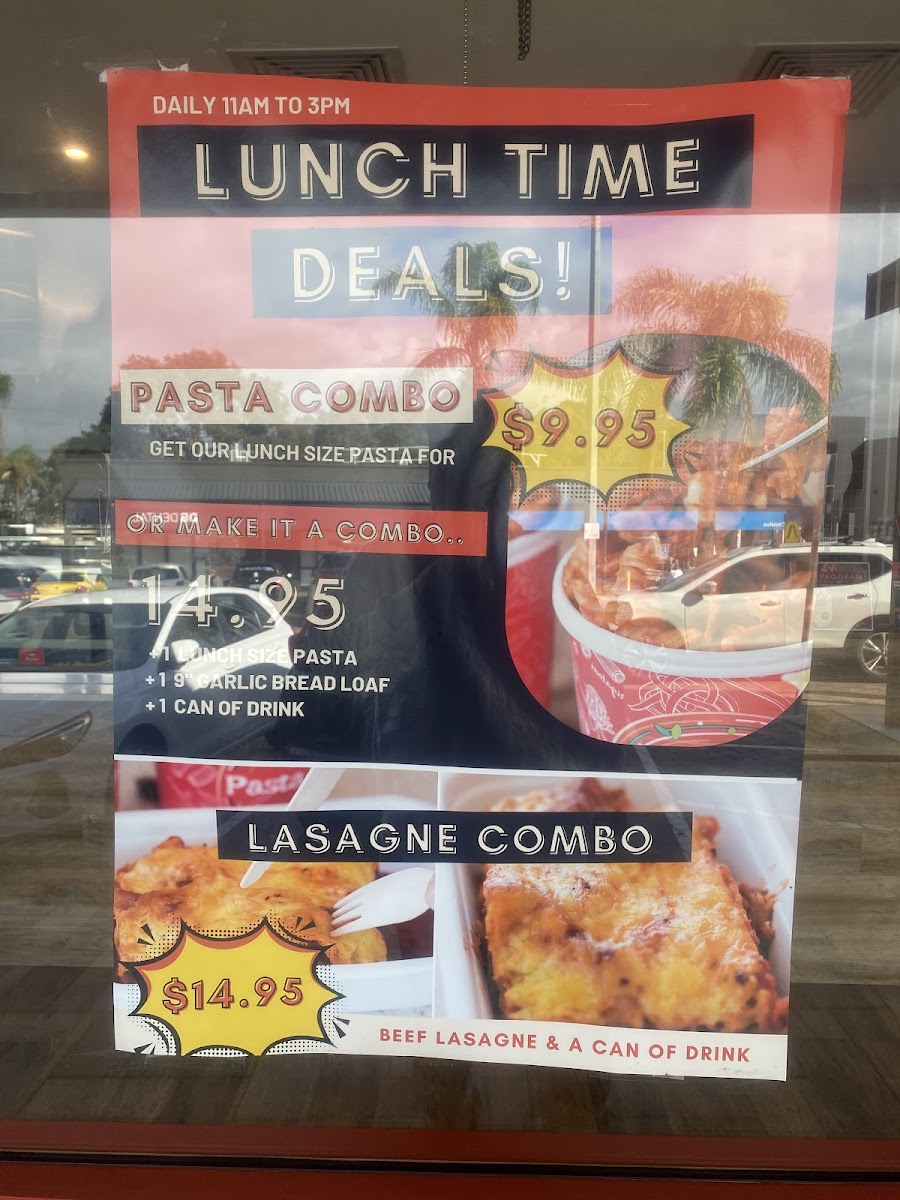 DAILY 11AM TO 3PM
LUNCH TIME
DEALS!
PASTA COMBO
$9.95
GET OUR LUNCH SIZE PASTA FOR
OR MAKE IT A COMBO..
14.95
+1 LUNCH SIZE PASTA
+1 9" GARLIC BREAD LOAF
+1 CAN OF DRINK
Pasta
LASAGNE COMBO
$14.95
BEEF LASAGNE & A CAN OF DRINK